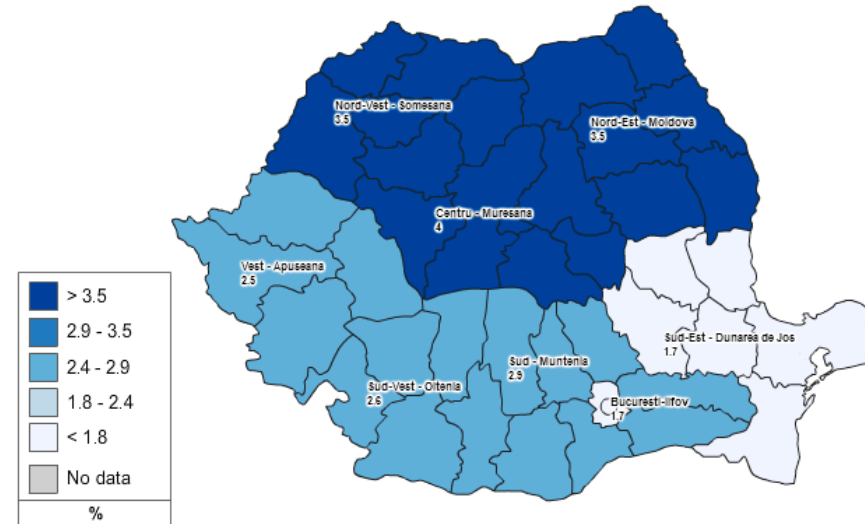 Nord-Vest - Somesana
3.5
Nord-Est - Moldova
3.5
Centru - Muresana
4
Vest - Apuseana
2.5
Sud-Est - Dunarea de Jos
1.7
Sud - Muntenia
2.9
Sud-Vest - Oltenia
2.6
Bucuresti-Ilfov
1.7
> 3.5
2.9 - 3.5
2.4 - 2.9
1.8 - 2.4
< 1.8
No data
%